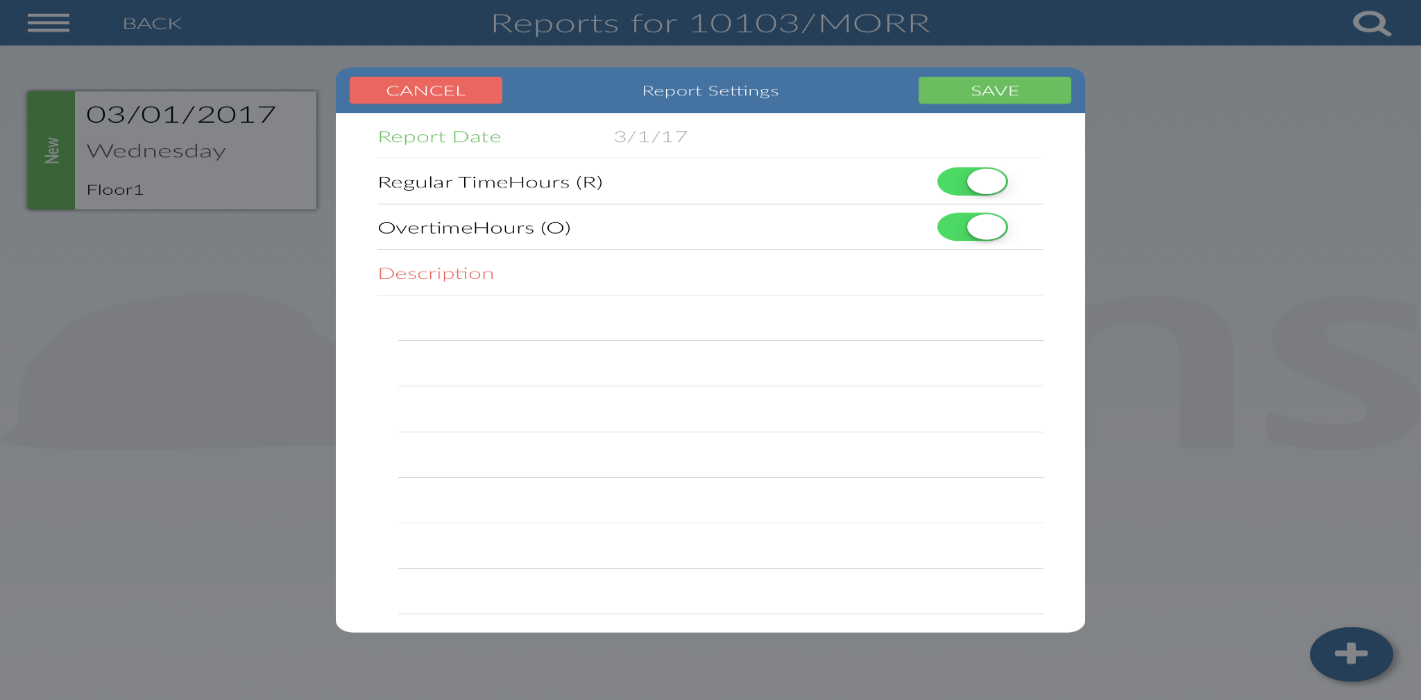 BACK
Reports for 10103/MORR
CANCEL
Report Settings
SAVE
03/01/2017
Wednesday
Floor1
New
Report Date 3/1/17
Regular TimeHours (R)
OvertimeHours (O)
Description
ns